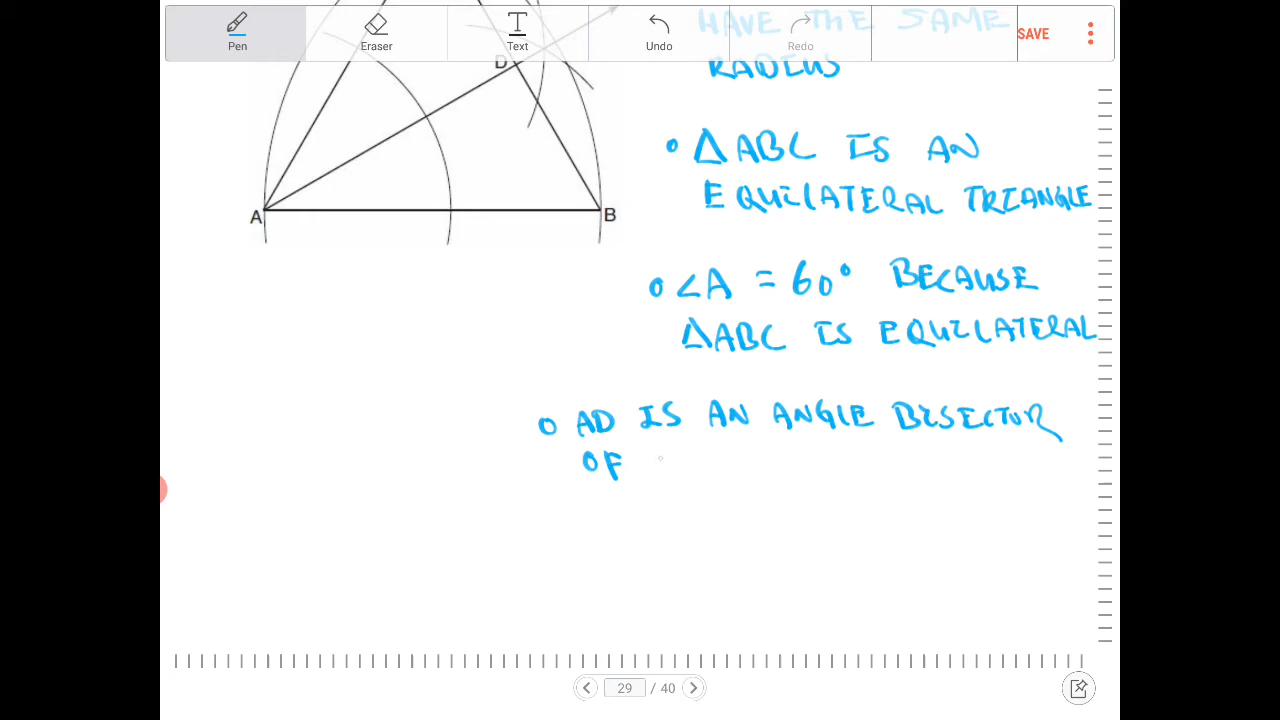 Pen
Eraser
Text
Undo
Redo
SAVE
HAVE THE SAME
RADIUS
D
• ΔABC IS AN
EQUILATERAL TRIANGLE
A
B
• ∠A = 60° BECAUSE
ΔABC IS EQUILATERAL
• AD IS AN ANGLE BISECTOR
OF
29 / 40